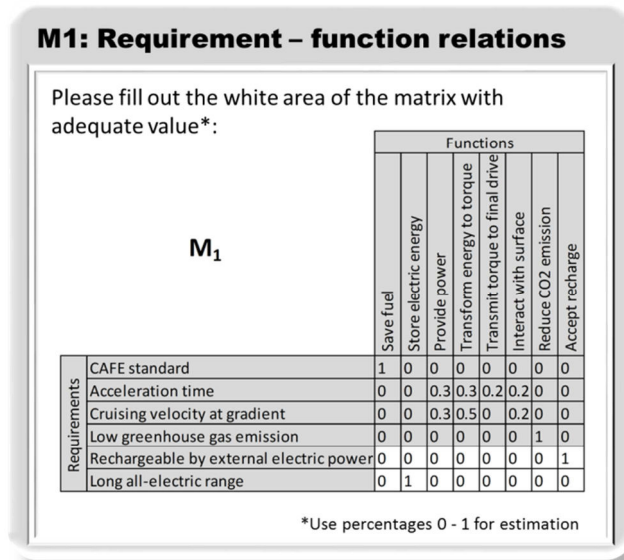 M1: Requirement – function relations
Please fill out the white area of the matrix with
adequate value*:
M1
Functions
Save fuel
Store electric energy
Provide power
Transform energy to torque
Transmit torque to final drive
Interact with surface
Reduce CO2 emission
Accept recharge
Requirements
CAFE standard 1 0 0 0 0 0 0 0
Acceleration time 0 0 0.3 0.3 0.2 0.2 0 0
Cruising velocity at gradient 0 0 0.3 0.5 0 0.2 0 0
Low greenhouse gas emission 0 0 0 0 0 0 1 0
Rechargeable by external electric power 0 0 0 0 0 0 0 1
Long all-electric range 0 1 0 0 0 0 0 0
*Use percentages 0 - 1 for estimation